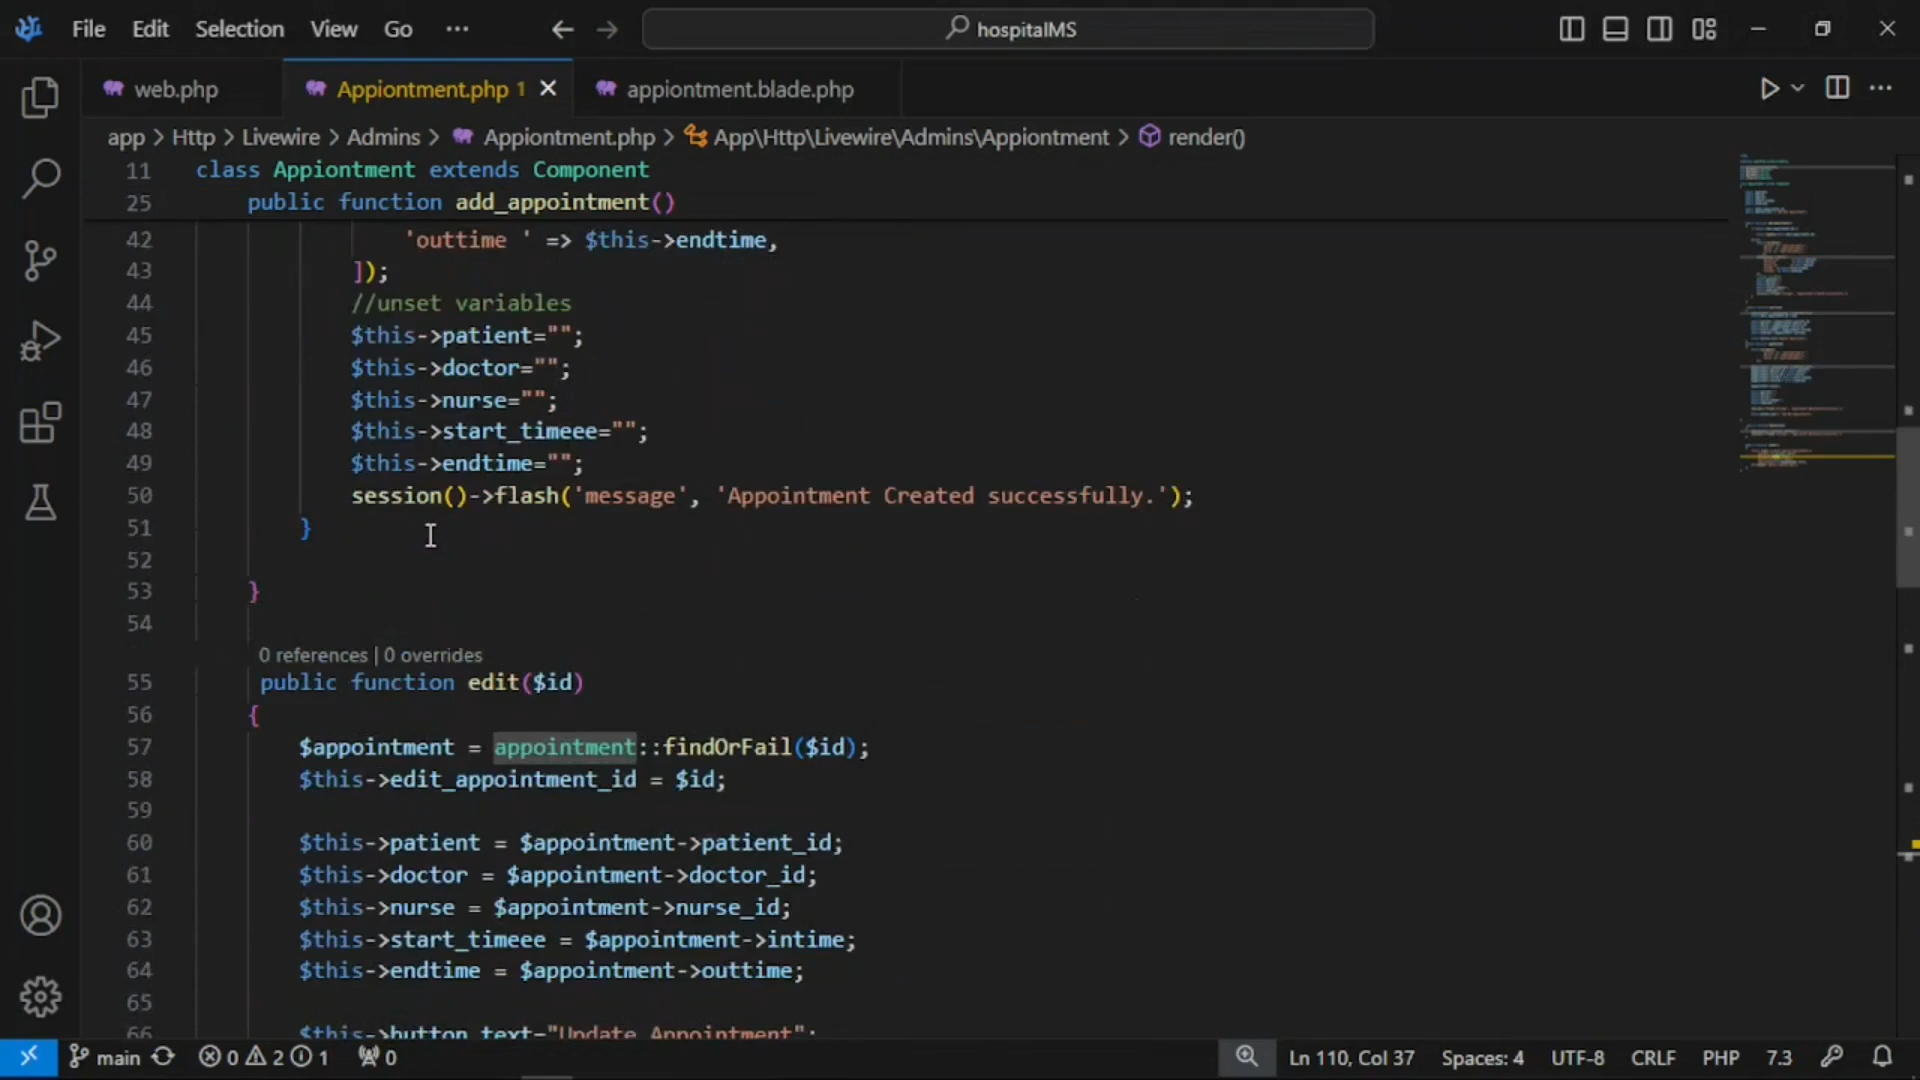 File Edit Selection View Go ··· hospitalMS
web.php Appiontment.php 1 appiontment.blade.php
app > Http > Livewire > Admins > Appiontment.php > App\Http\Livewire\Admins\Appiontment > render()
11 class Appiontment extends Component
25 public function add_appointment()
42 'outtime ' => $this->endtime,
43 ]);
44 //unset variables
45 $this->patient="";
46 $this->doctor="";
47 $this->nurse="";
48 $this->start_timeee="";
49 $this->endtime="";
50 session()->flash('message', 'Appointment Created successfully.');
51 }
52
53 }
54
0 references | 0 overrides
55 public function edit($id)
56 {
57 $appointment = appointment::findOrFail($id);
58 $this->edit_appointment_id = $id;
59
60 $this->patient = $appointment->patient_id;
61 $this->doctor = $appointment->doctor_id;
62 $this->nurse = $appointment->nurse_id;
63 $this->start_timeee = $appointment->intime;
64 $this->endtime = $appointment->outtime;
65
66 $this->button_text="Update Appointment";
main 0 2 1 0 Ln 110, Col 37 Spaces: 4 UTF-8 CRLF PHP 7.3